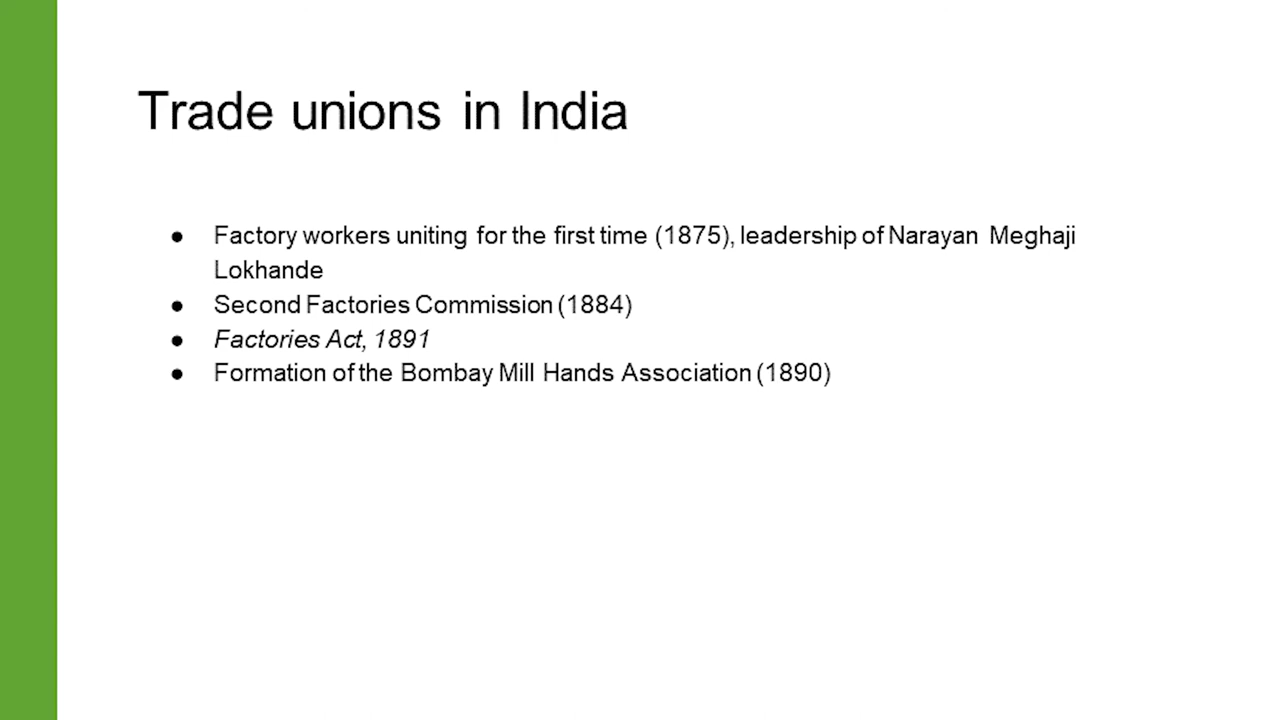 Trade unions in India
● Factory workers uniting for the first time (1875), leadership of Narayan Meghaji
Lokhande
● Second Factories Commission (1884)
● Factories Act, 1891
● Formation of the Bombay Mill Hands Association (1890)